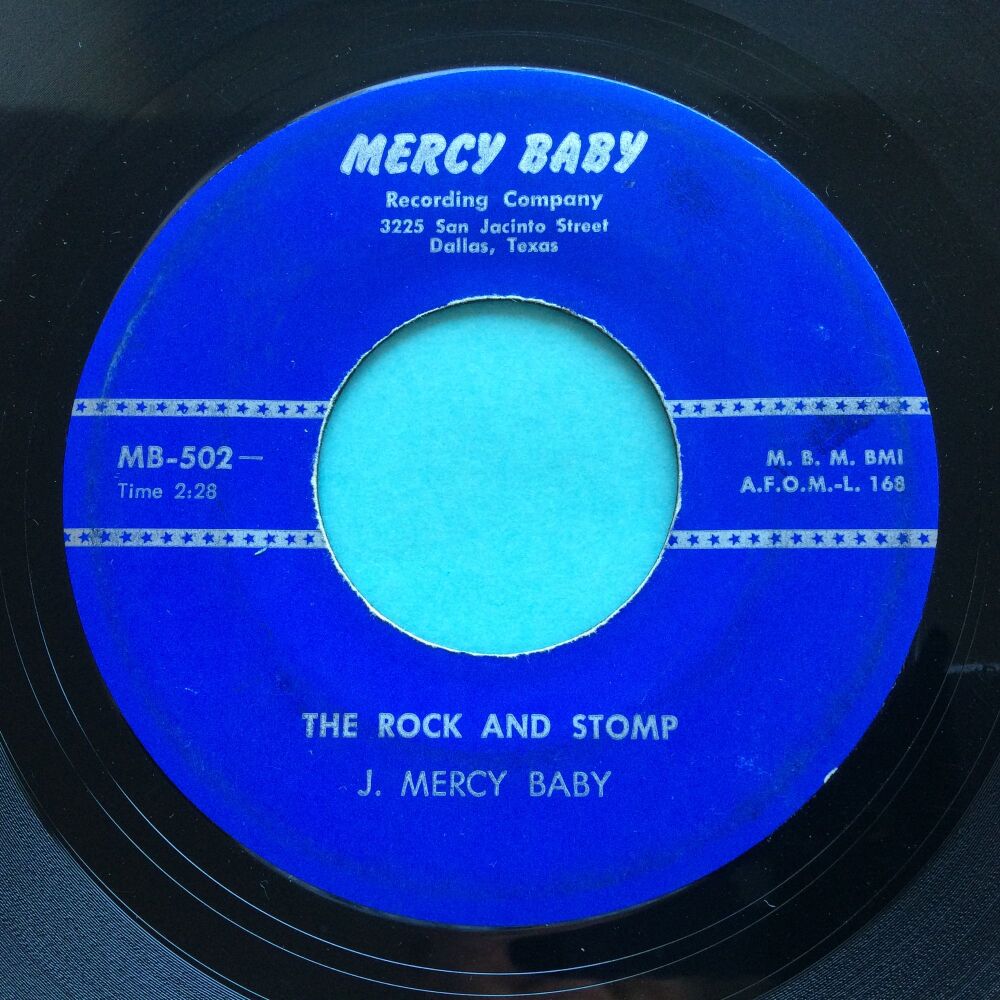 MERCY BABY
Recording Company
3225 San Jacinto Street
Dallas, Texas
MB-502—
Time 2:28
M. B. M. BMI
A.F.O.M.-L. 168
THE ROCK AND STOMP
J. MERCY BABY